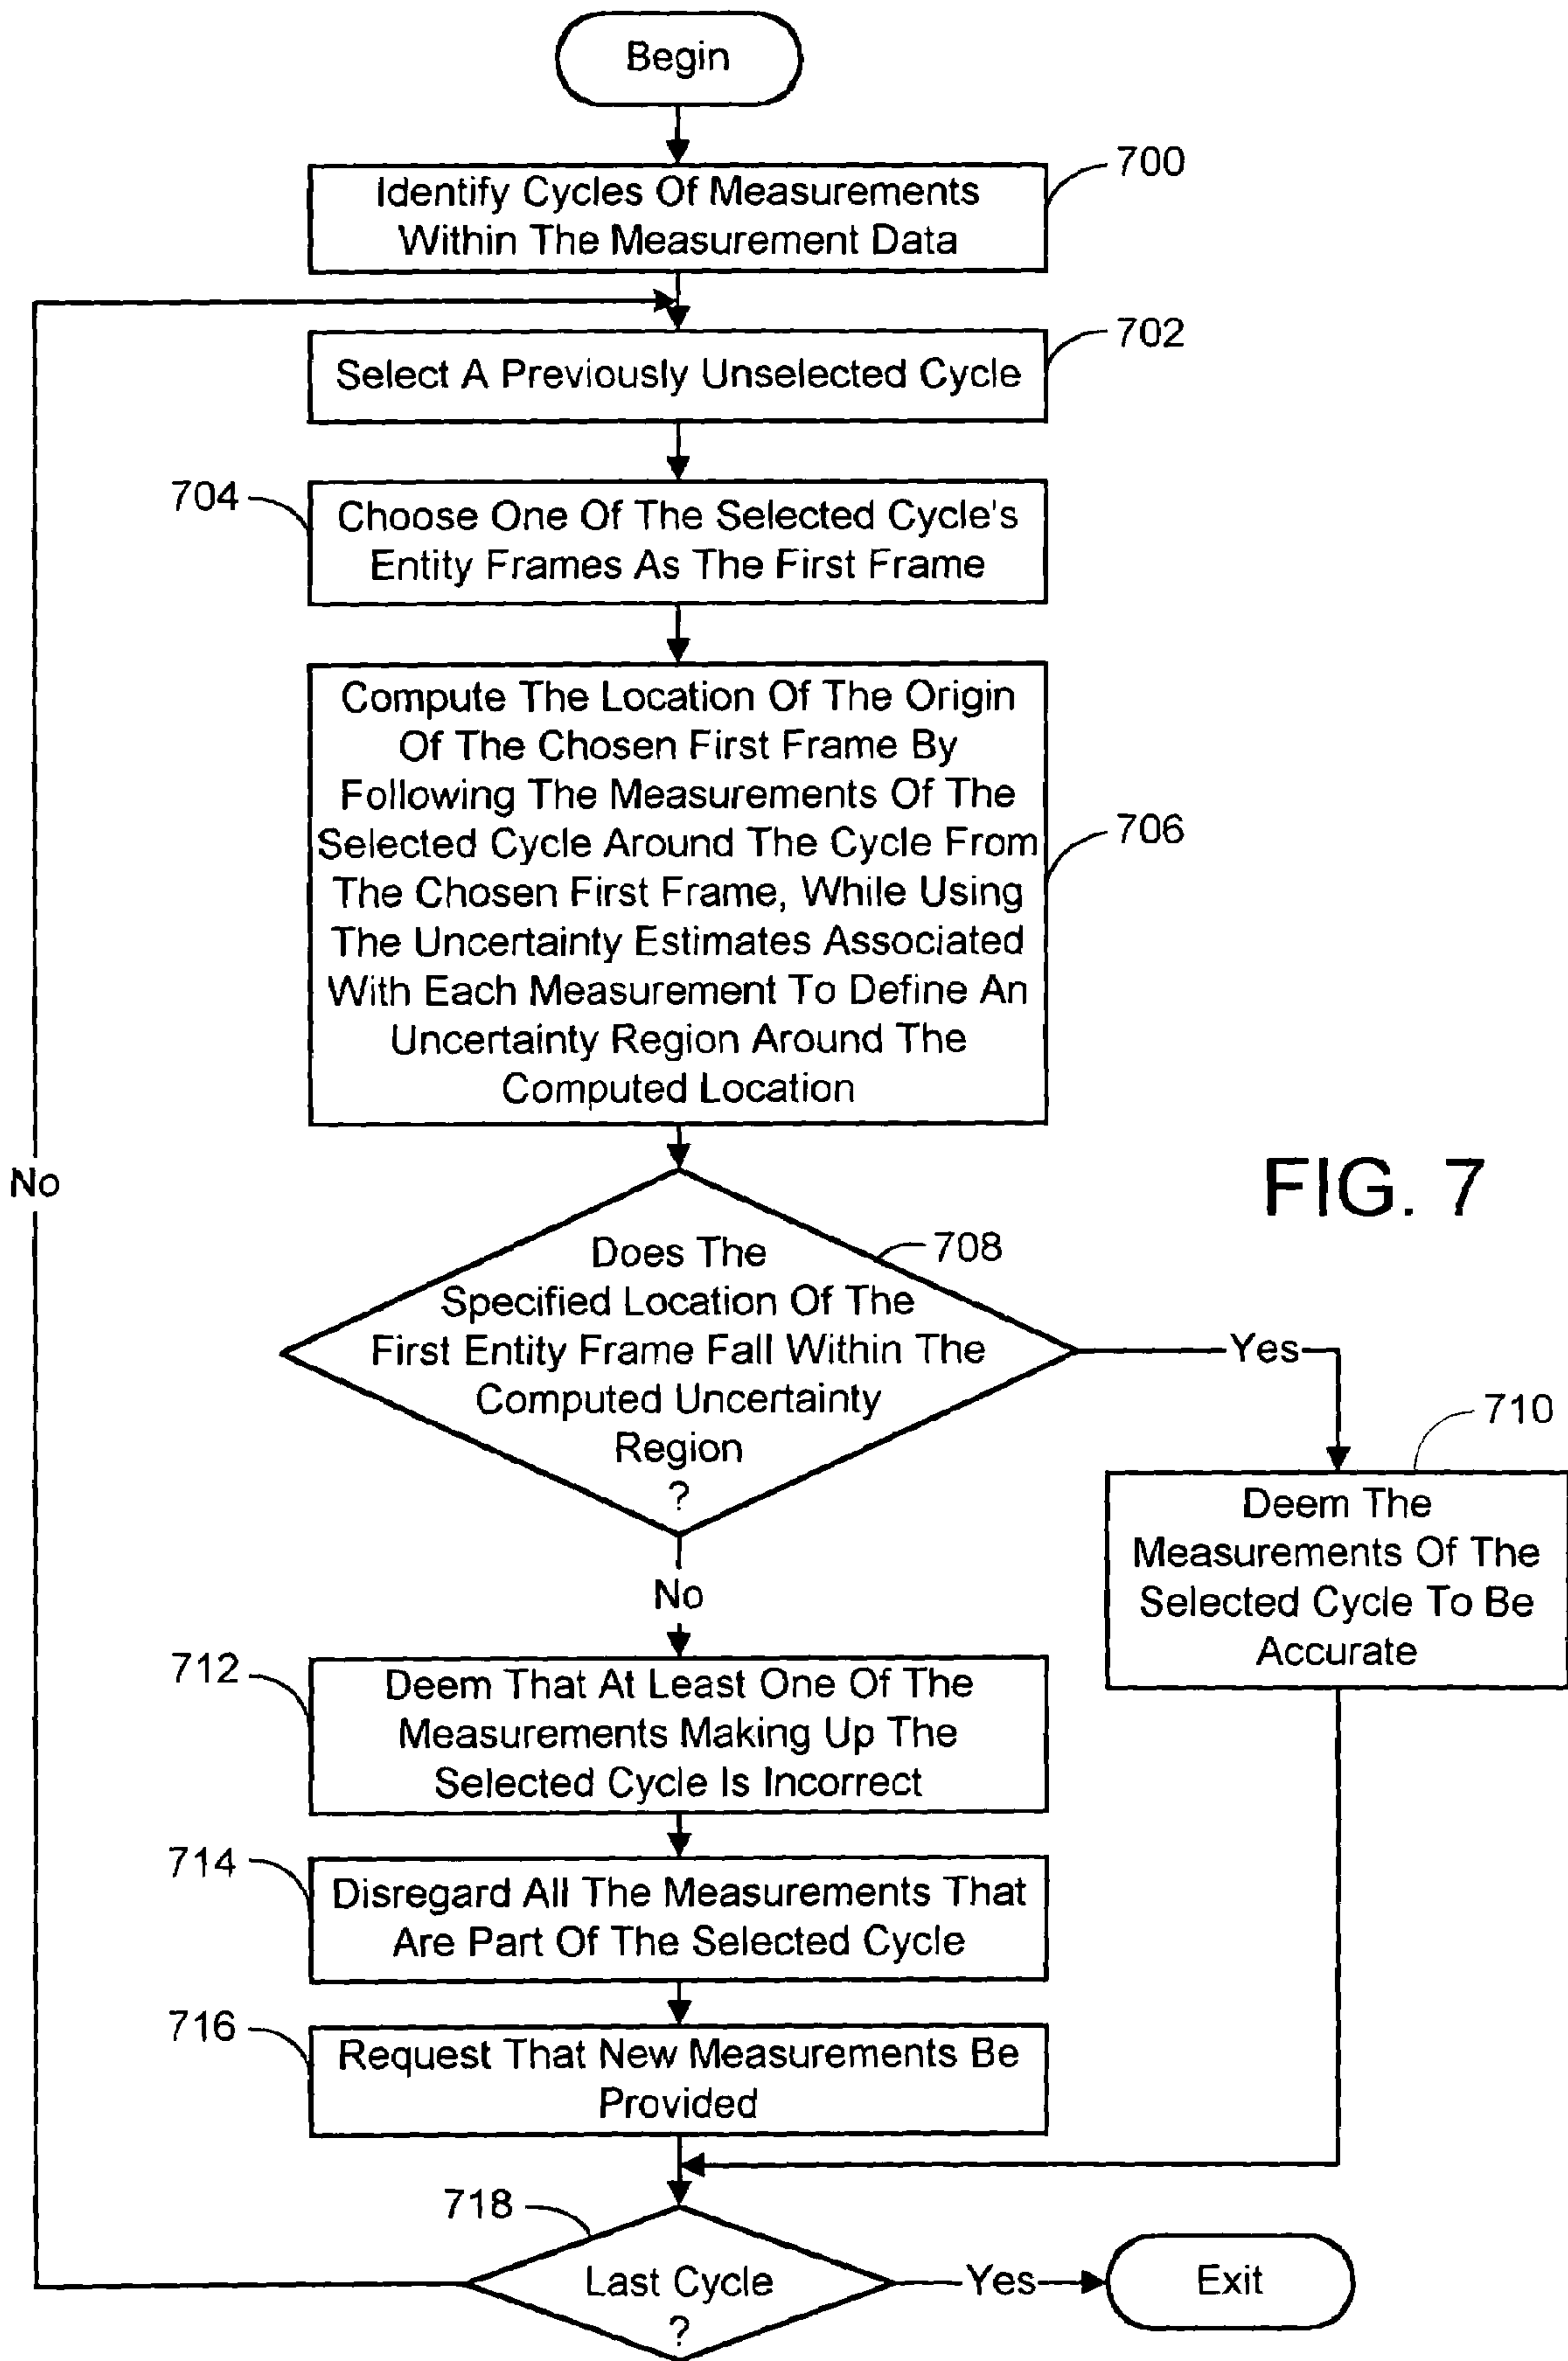 Begin
700
Identify Cycles Of Measurements
Within The Measurement Data
702
Select A Previously Unselected Cycle
704
Choose One Of The Selected Cycle's
Entity Frames As The First Frame
706
Compute The Location Of The Origin
Of The Chosen First Frame By
Following The Measurements Of The
Selected Cycle Around The Cycle From
The Chosen First Frame, While Using
The Uncertainty Estimates Associated
With Each Measurement To Define An
Uncertainty Region Around The
Computed Location
No
FIG. 7
708
Does The
Specified Location Of The
First Entity Frame Fall Within The
Computed Uncertainty
Region
?
Yes
710
Deem The
Measurements Of The
Selected Cycle To Be
Accurate
No
712
Deem That At Least One Of The
Measurements Making Up The
Selected Cycle Is Incorrect
714
Disregard All The Measurements That
Are Part Of The Selected Cycle
716
Request That New Measurements Be
Provided
718
Last Cycle
?
Yes
Exit